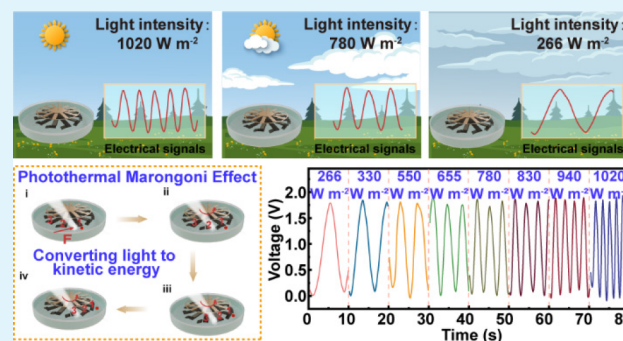 Light intensity:
1020 W m-2
Electrical signals
Light intensity:
780 W m-2
Electrical signals
Light intensity:
266 W m-2
Electrical signals
Photothermal Marongoni Effect
i
ii
F
Converting light to
kinetic energy
iv
iii
266 330 550 655 780 830 940 1020
W m-2 W m-2 W m-2 W m-2 W m-2 W m-2 W m-2 W m-2
Voltage (V)
2.0
1.5
1.0
0.5
0.0
0 10 20 30 40 50 60 70 80
Time (s)